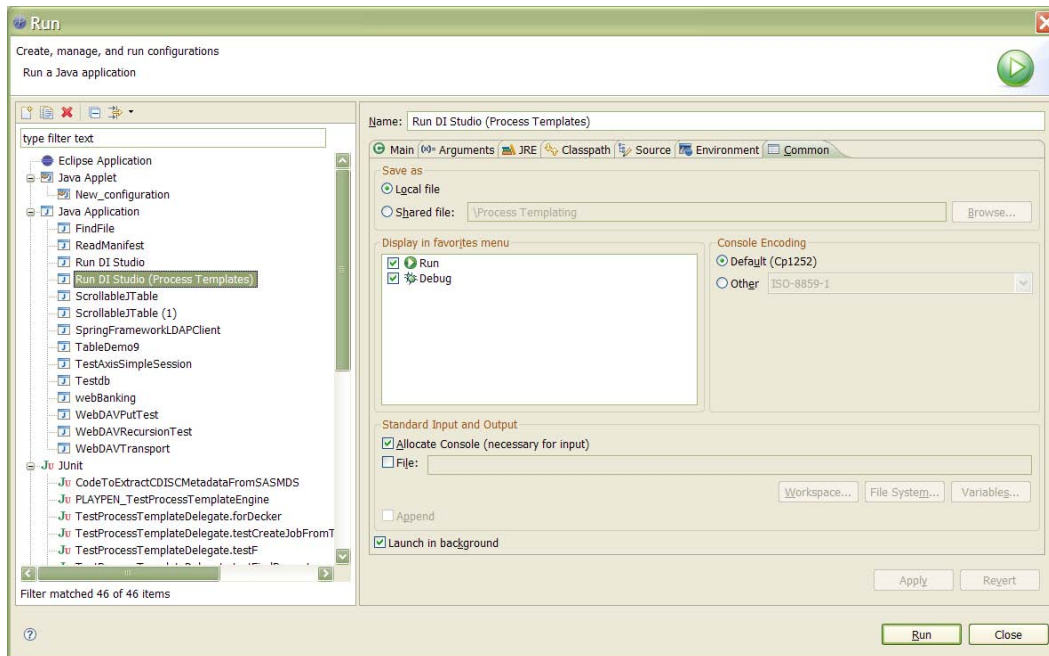 Run
Create, manage, and run configurations
Run a Java application
type filter text
Eclipse Application
Java Applet
New_configuration
Java Application
FindFile
ReadManifest
Run DI Studio
Run DI Studio (Process Templates)
ScrollableJTable
ScrollableJTable (1)
SpringFrameworkLDAPClient
TableDemo9
TestAxisSimpleSession
Testdb
webBanking
WebDAVPutTest
WebDAVRecursionTest
WebDAVTransport
JUnit
CodeToExtractCDISCMetadataFromSASMDS
PLAYPEN_TestProcessTemplateEngine
TestProcessTemplateDelegate.forDecker
TestProcessTemplateDelegate.testCreateJobFromT
TestProcessTemplateDelegate.testF
Filter matched 46 of 46 items
Name: Run DI Studio (Process Templates)
Main (x)= Arguments JRE Classpath Source Environment Common
Save as
Local file
Shared file: \Process Templating Browse...
Display in favorites menu
Run
Debug
Console Encoding
Default (Cp1252)
Other ISO-8859-1
Standard Input and Output
Allocate Console (necessary for input)
File:
Workspace... File System... Variables...
Append
Launch in background
Apply Revert
Run Close